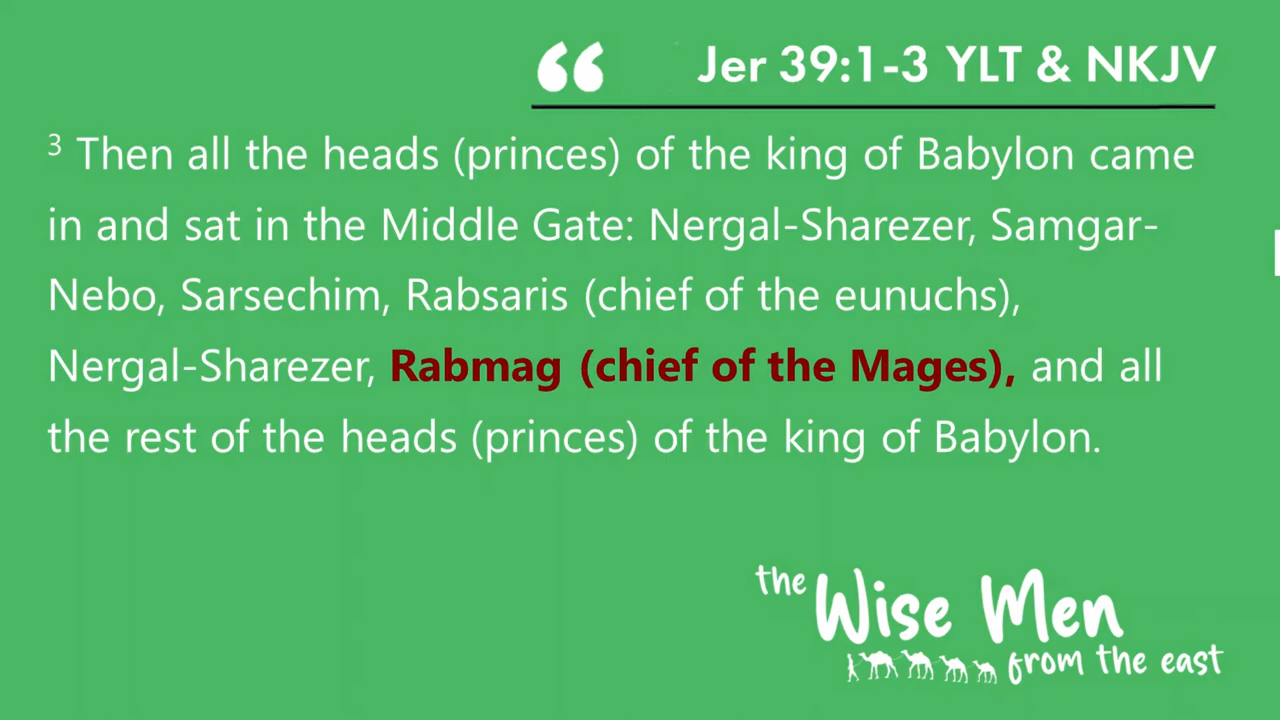 “ Jer 39:1-3 YLT & NKJV
3 Then all the heads (princes) of the king of Babylon came
in and sat in the Middle Gate: Nergal-Sharezer, Samgar-
Nebo, Sarsechim, Rabsaris (chief of the eunuchs),
Nergal-Sharezer, Rabmag (chief of the Mages), and all
the rest of the heads (princes) of the king of Babylon.
the Wise Men
from the east